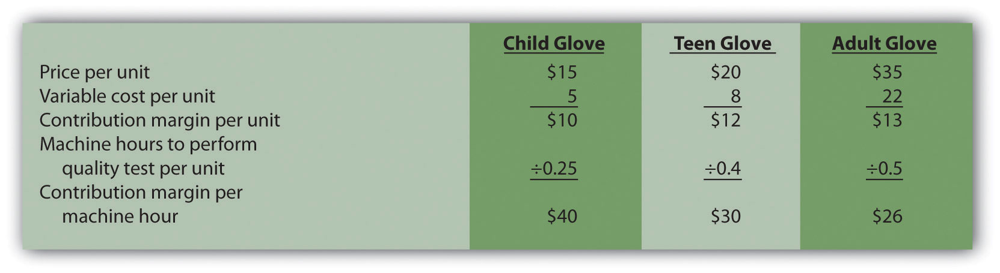 Child Glove Teen Glove Adult Glove
Price per unit $15 $20 $35
Variable cost per unit 5 8 22
Contribution margin per unit $10 $12 $13
Machine hours to perform
quality test per unit ÷0.25 ÷0.4 ÷0.5
Contribution margin per
machine hour $40 $30 $26